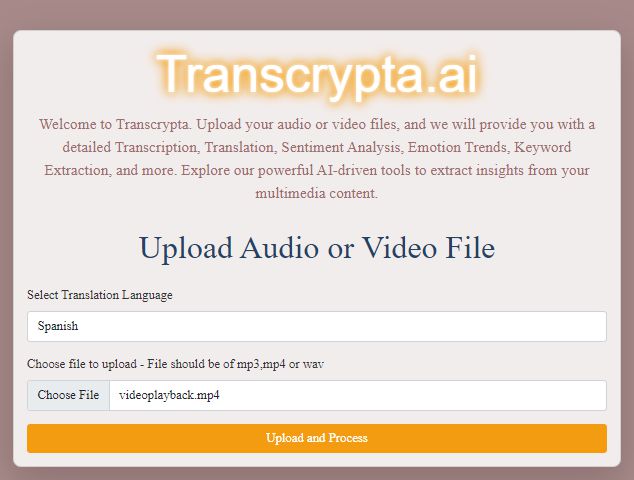 Transcrypta.ai
Welcome to Transcrypta. Upload your audio or video files, and we will provide you with a
detailed Transcription, Translation, Sentiment Analysis, Emotion Trends, Keyword
Extraction, and more. Explore our powerful AI-driven tools to extract insights from your
multimedia content.
Upload Audio or Video File
Select Translation Language
Spanish
Choose file to upload - File should be of mp3,mp4 or wav
Choose File videoplayback.mp4
Upload and Process